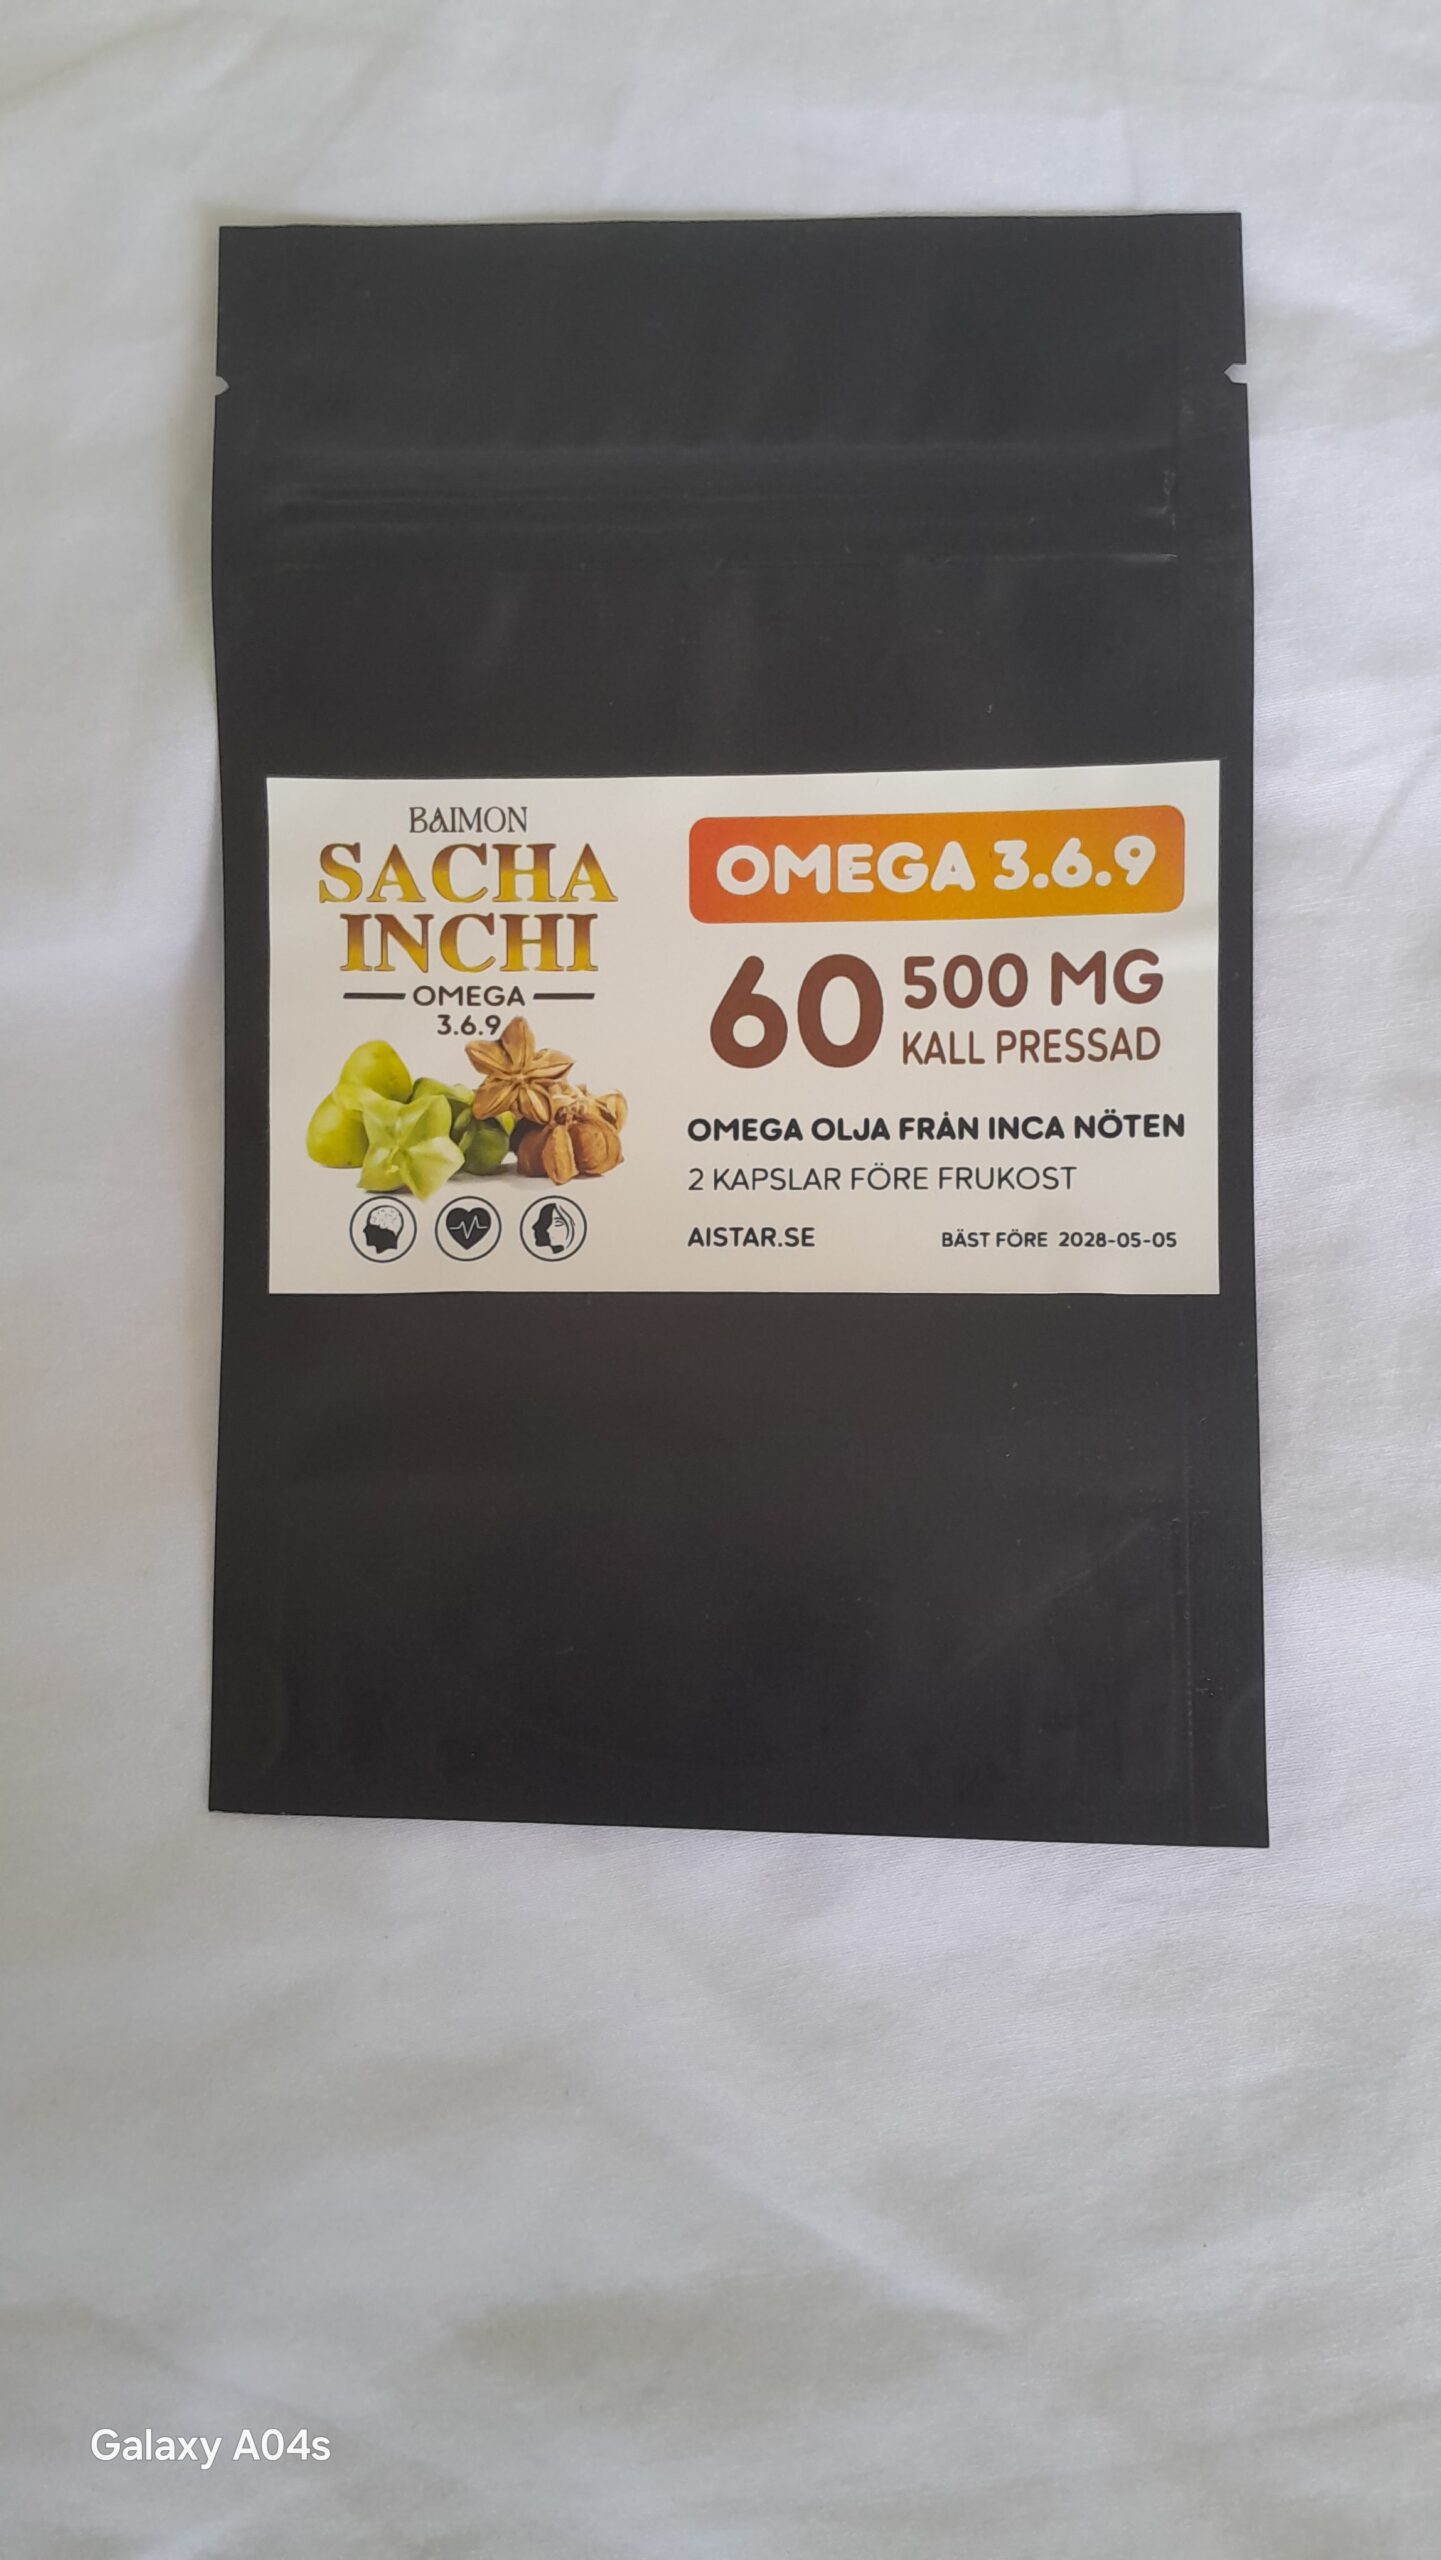 BAIMON
SACHA
INCHI
OMEGA
3.6.9
OMEGA 3.6.9
60 500 MG
KALL PRESSAD
OMEGA OLJA FRÅN INCA NÖTEN
2 KAPSLAR FÖRE FRUKOST
AISTAR.SE BÄST FÖRE 2028-05-05
Galaxy A04s